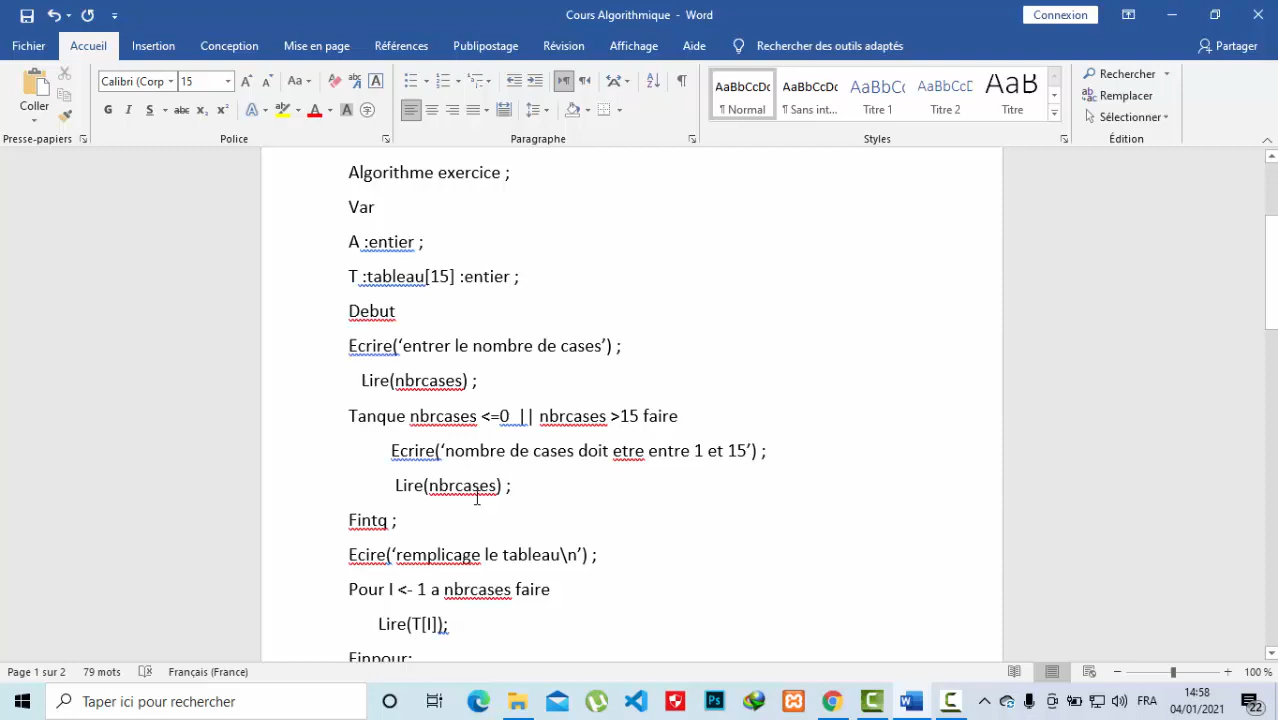 Cours Algorithmique - Word
Connexion
Fichier Accueil Insertion Conception Mise en page Références Publipostage Révision Affichage Aide Rechercher des outils adaptés Partager
Coller
Calibri (Corp 15
AaBbCcDc AaBbCcDc AaBbCc AaBbCcD AaB
¶ Normal ¶ Sans int... Titre 1 Titre 2 Titre
Rechercher
Remplacer
Sélectionner
Presse-papiers Police Paragraphe Styles Édition
Algorithme exercice ;
Var
A :entier ;
T :tableau[15] :entier ;
Debut
Ecrire(‘entrer le nombre de cases’) ;
Lire(nbrcases) ;
Tanque nbrcases <=0 || nbrcases >15 faire
Ecrire(‘nombre de cases doit etre entre 1 et 15’) ;
Lire(nbrcases) ;
Fintq ;
Ecire(‘remplicage le tableau\n’) ;
Pour I <- 1 a nbrcases faire
Lire(T[I]);
Finpour;
Page 1 sur 2 79 mots Français (France) 100 %
Taper ici pour rechercher
FRA
14:58
04/01/2021
22